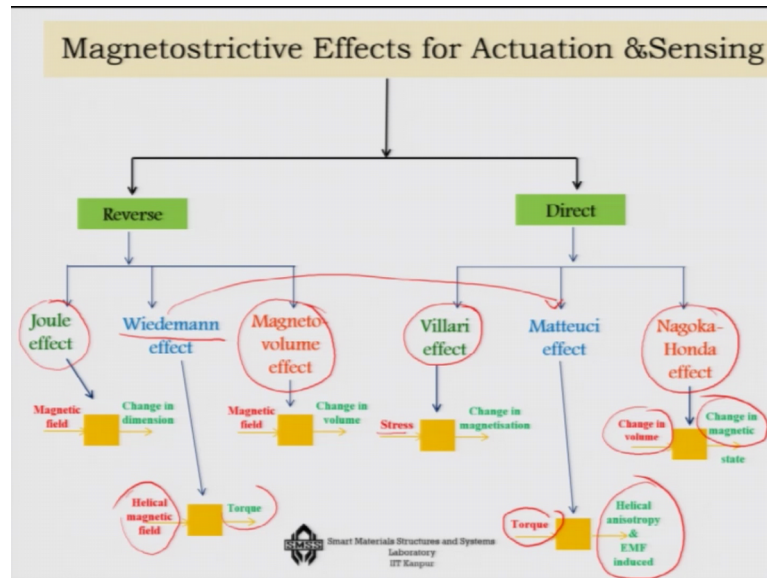 Magnetostrictive Effects for Actuation &Sensing
Reverse
Direct
Joule
effect
Wiedemann
effect
Magneto-
volume
effect
Villari
effect
Matteuci
effect
Nagoka-
Honda
effect
Magnetic
field
Change in
dimension
Magnetic
field
Change in
volume
Stress
Change in
magnetisation
Change in
volume
Change in
magnetic
state
Helical
magnetic
field
Torque
Torque
Helical
anisotropy
&
EMF
induced
SMSS
Smart Materials Structures and Systems
Laboratory
IIT Kanpur